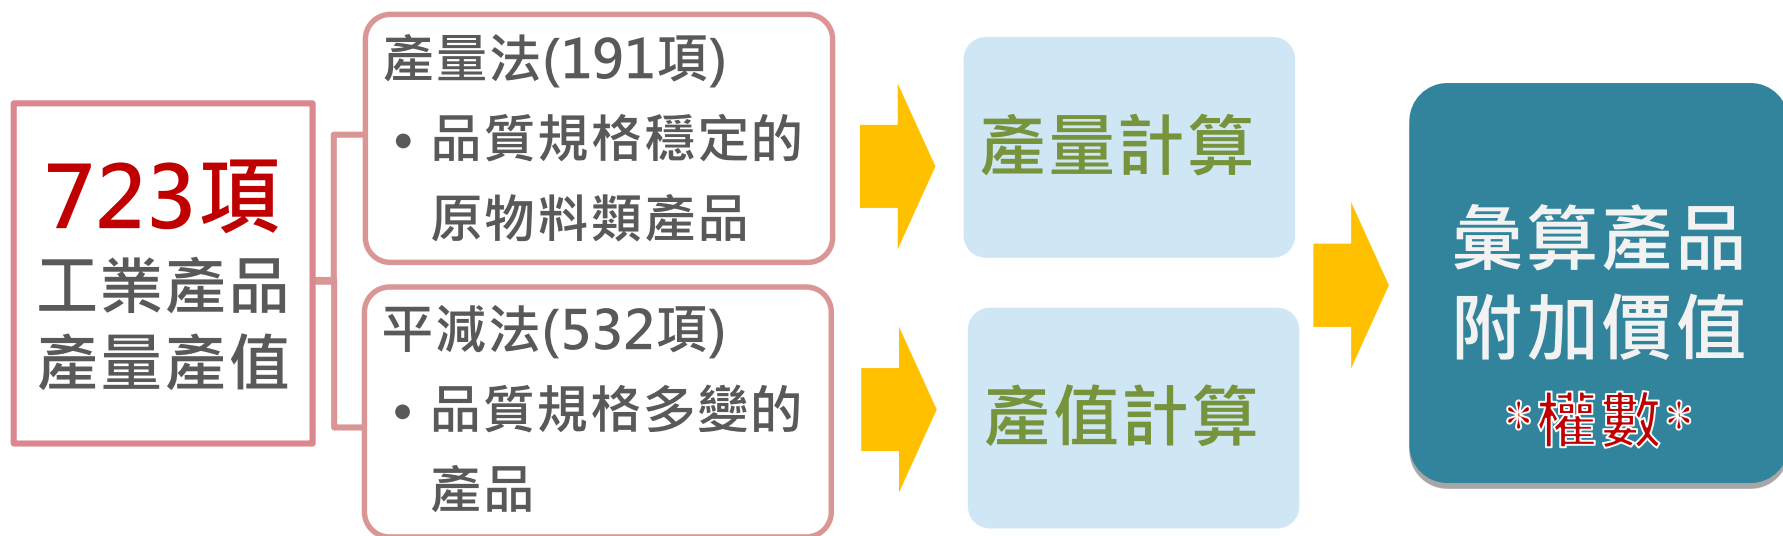 723項
工業產品
產量產值
產量法(191項)
• 品質規格穩定的
原物料類產品
平減法(532項)
• 品質規格多變的
產品
產量計算
產值計算
彙算產品
附加價值
*權數*